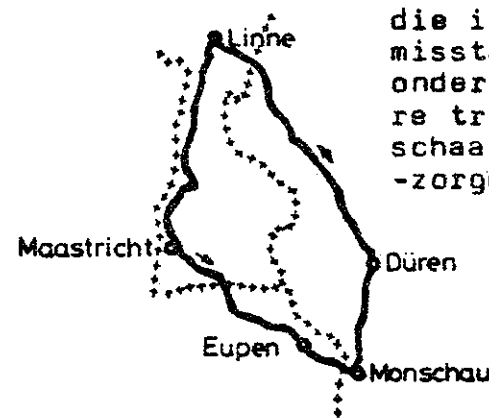 Linne
die i
misst
onder
re tr
schaa
-zorg
Maastricht
Düren
Eupen
Monschau